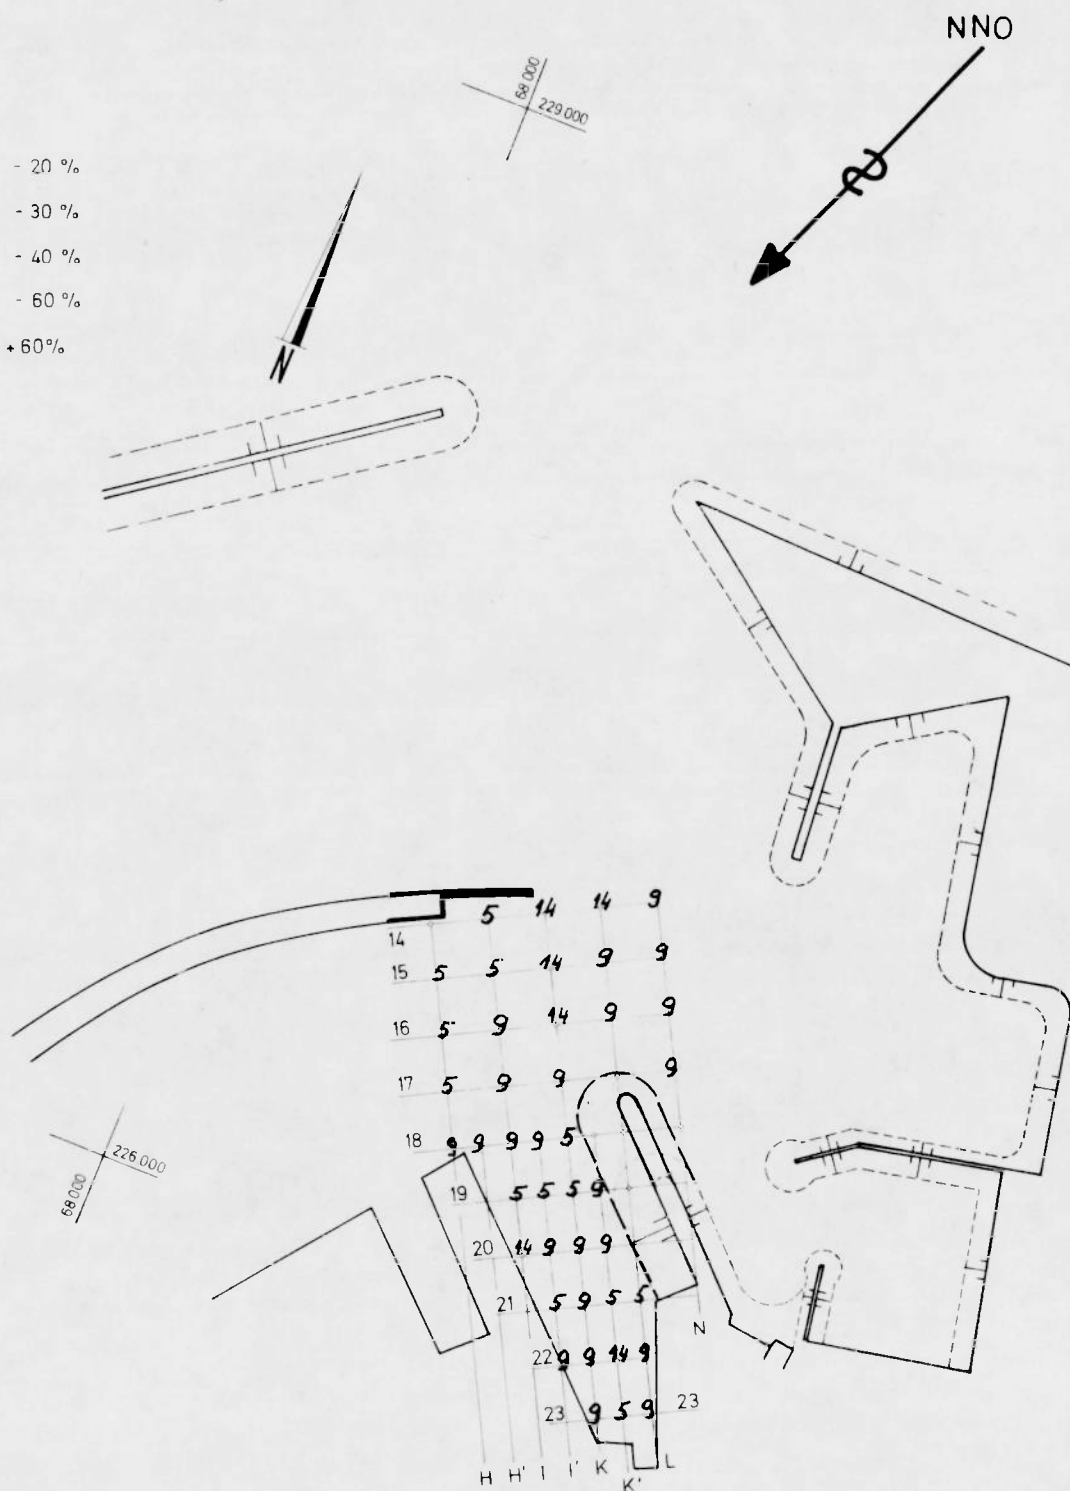 NNO
68 000
229 000
- 20 %
- 30 %
- 40 %
- 60 %
+ 60%
N
5 14 14 9
14
15 5 5 14 9 9
16 5 9 14 9 9
17 5 9 9 9
18 9 9 9 9 5
226 000
68 000
19 5 5 5 9
20 14 9 9 9
21 5 9 5 5
N
22 9 9 14 9
23 9 5 9 23
H H' I I' K K' L